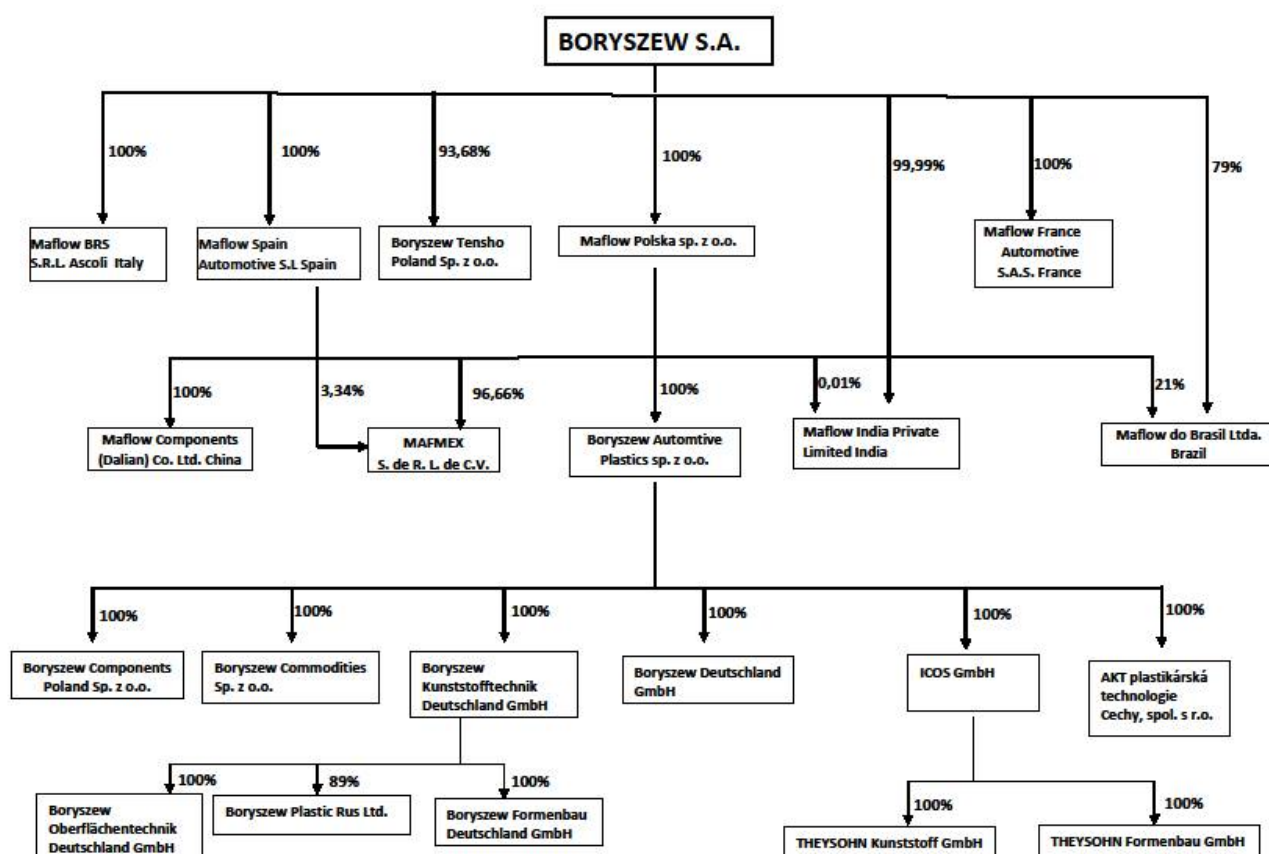 BORYSZEW S.A.
100%
100%
93,68%
100%
99,99%
100%
79%
Maflow BRS
S.R.L. Ascoli Italy
Maflow Spain
Automotive S.L Spain
Boryszew Tensho
Poland Sp. z o.o.
Maflow Polska sp. z o.o.
Maflow France
Automotive
S.A.S. France
100%
3,34%
96,66%
100%
0,01%
21%
Maflow Components
(Dalian) Co. Ltd. China
MAFMEX
S. de R. L. de C.V.
Boryszew Automtive
Plastics sp. z o.o.
Maflow India Private
Limited India
Maflow do Brasil Ltda.
Brazil
100%
100%
100%
100%
100%
100%
Boryszew Components
Poland Sp. z o.o.
Boryszew Commodities
Sp. z o.o.
Boryszew
Kunststofftechnik
Deutschland GmbH
Boryszew Deutschland
GmbH
ICOS GmbH
AKT plastikárská
technologie
Cechy, spol. s r.o.
100%
89%
100%
100%
100%
Boryszew
Oberflächentechnik
Deutschland GmbH
Boryszew Plastic Rus Ltd.
Boryszew Formenbau
Deutschland GmbH
THEYSOHN Kunststoff GmbH
THEYSOHN Formenbau GmbH